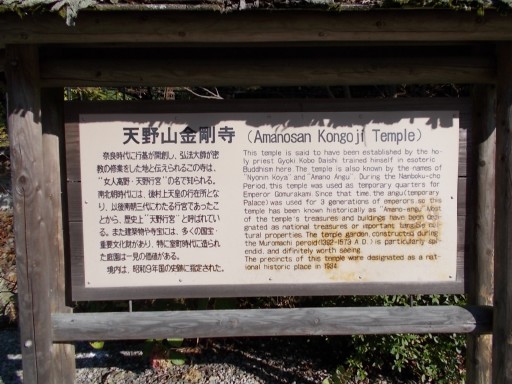 天野山金剛寺 (Amanosan Kongoji Temple)
奈良時代に行基が開創し、弘法大師が密
教の修業をした地と伝えられるこの寺は、
“女人高野・天野行宮”の名で知られる。
南北朝時代には、後村上天皇の行在所とな
り、以後南朝三代にわたる行宮であったこ
とから、歴史上“天野行宮”と呼ばれてい
る。また建築物や寺宝には、多くの国宝・
重要文化財があり、特に室町時代に造られ
た庭園は一見の価値がある。
境内は、昭和9年国の史跡に指定された。
This temple is said to have been established by the ho-
ly priest Gyoki Kobo Daishi trained himself in esoteric
Buddhism here. The temple is also known by the names of
"Nyonin Koya" and "Amano Angu". During the Namboku-cho
Period, this temple was used as temporary quarters for
Emperor Gomurakami. Since that time, the angu(temporary
Palace) was used for 3 generations of emperors so this
temple has been known historically as "Amano-angu". Most
of the temple's treasures and buildings have been desi-
gnated as national treasures or important tangible cul-
tural properties. The temple garden, constructed during
the Muromachi peroid(1392-1573 A.D.) is particularly spl-
endid, and difinitely worth seeing.
The precincts of this temple were designated as a nat-
ional historic place in 1934.